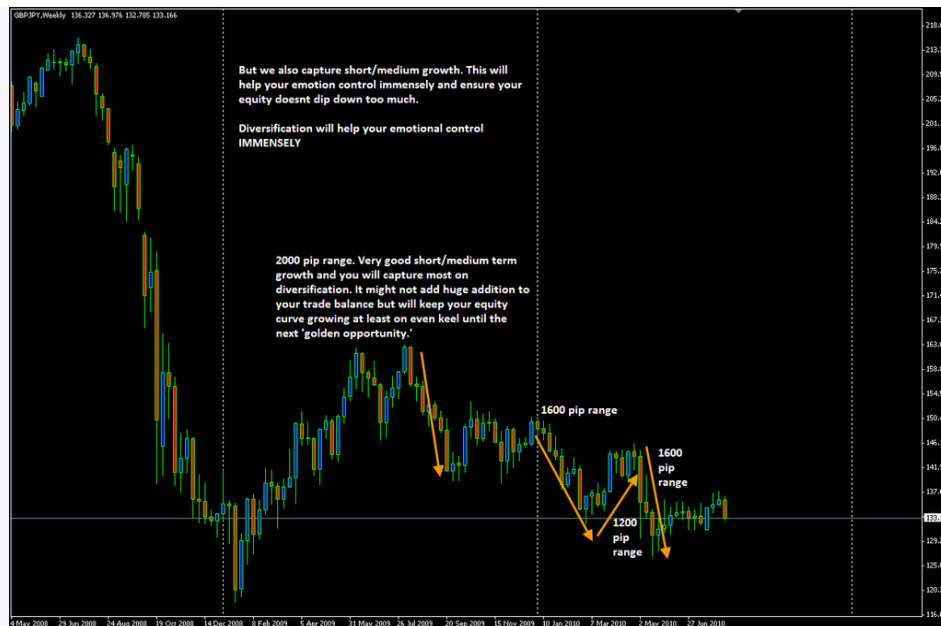 GBPJPY,Weekly 136.327 136.976 132.785 133.166
But we also capture short/medium growth. This will
help your emotion control immensely and ensure your
equity doesnt dip down too much.
Diversification will help your emotional control
IMMENSELY
2000 pip range. Very good short/medium term
growth and you will capture most on
diversification. It might not add huge addition to
your trade balance but will keep your equity
curve growing at least on even keel until the
next 'golden opportunity.'
1600 pip range
1600
pip
range
1200
pip
range
218.
213.
209.
205.
201.
196.
192.
188.
184.
180.
176.
171.
167.
163.
158.
150.
146.
137.
133.
129.
125.
120.
116.
4 May 2008 29 Jun 2008 24 Aug 2008 19 Oct 2008 14 Dec 2008 8 Feb 2009 5 Apr 2009 31 May 2009 26 Jul 2009 20 Sep 2009 15 Nov 2009 10 Jan 2010 7 Mar 2010 2 May 2010 27 Jun 2010